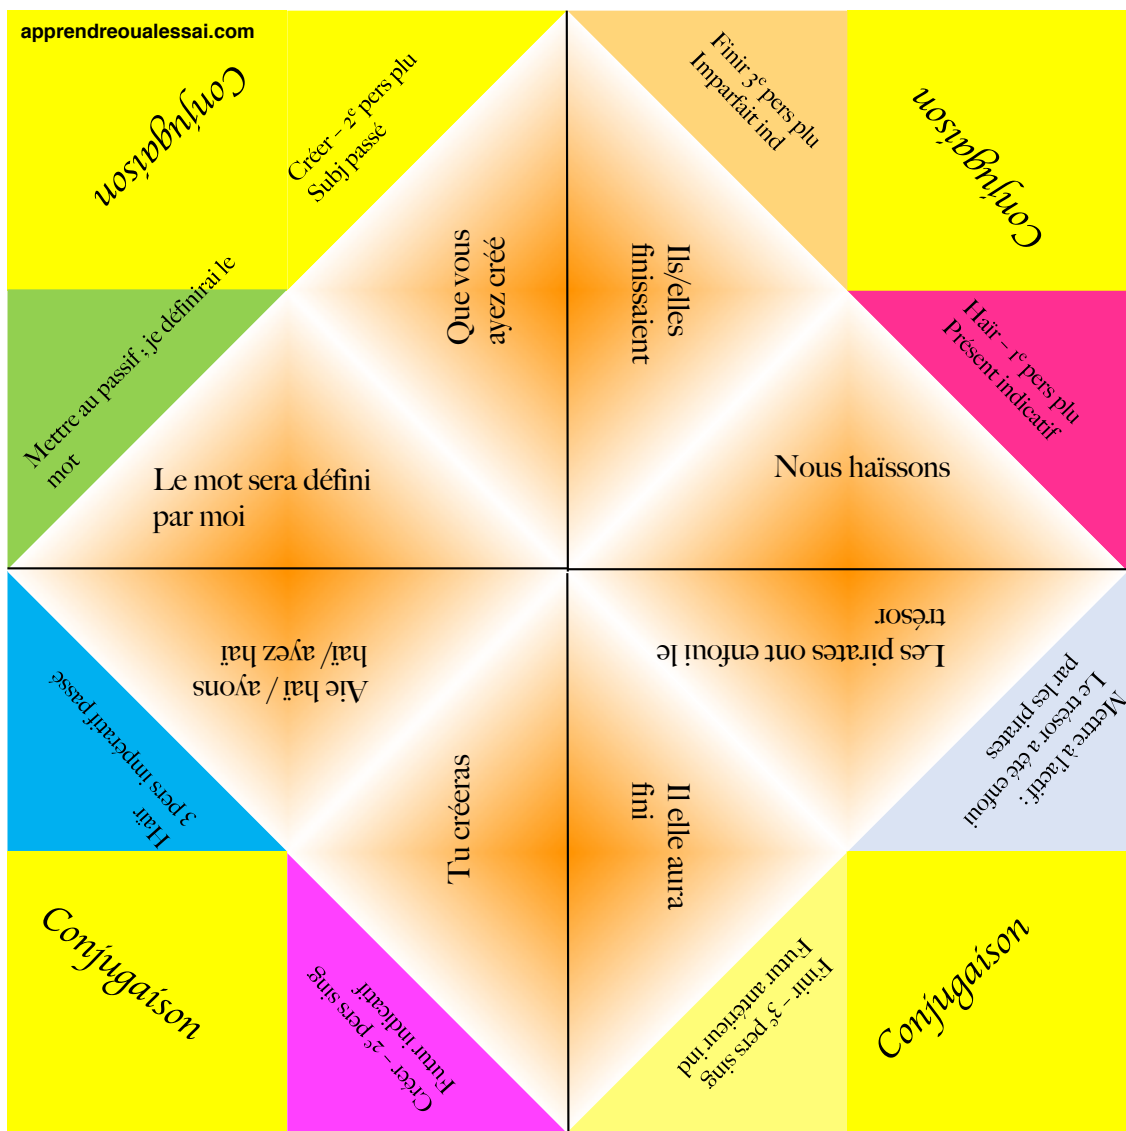 apprendreoualessai.com
Conjugaison
Créer – 2e pers plu
Subj passé
Finir 3e pers plu
Imparfait ind
Conjugaison
Mettre au passif ; je définirai le
mot
Que vous
ayez créé
Ils/elles
finissaient
Haïr – 1e pers plu
Présent indicatif
Le mot sera défini
par moi
Nous haïssons
Aie haï / ayons
haï/ ayez haï
Les pirates ont enfoui le
trésor
Haïr
3 pers impératif passé
Mettre à l'actif :
Le trésor a été enfoui
par les pirates
Tu créeras
Il elle aura
fini
Conjugaison
Créer – 2e pers sing
Futur indicatif
Finir – 3e pers sing
Futur antérieur ind
Conjugaison